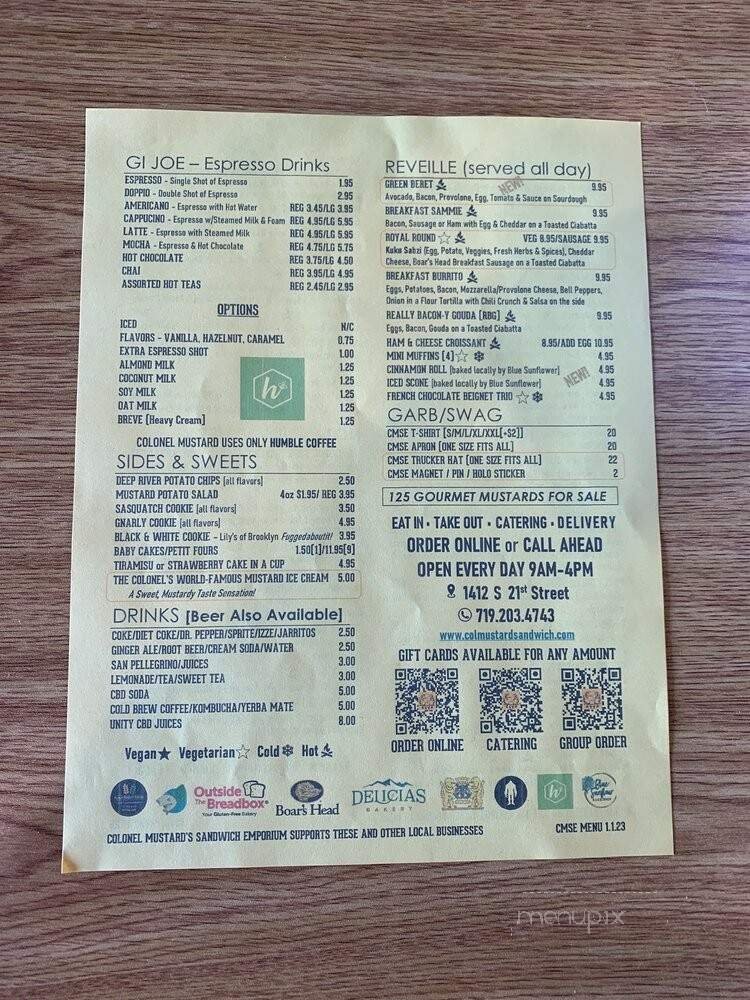 GI JOE – Espresso Drinks
ESPRESSO - Single Shot of Espresso 1.95
DOPPIO - Double Shot of Espresso 2.95
AMERICANO - Espresso with Hot Water REG 3.45/LG 3.95
CAPPUCINO - Espresso w/Steamed Milk & Foam REG 4.95/LG 5.95
LATTE - Espresso with Steamed Milk REG 4.95/LG 5.95
MOCHA - Espresso & Hot Chocolate REG 4.75/LG 5.75
HOT CHOCOLATE REG 3.75/LG 4.50
CHAI REG 3.95/LG 4.95
ASSORTED HOT TEAS REG 2.45/LG 2.95
OPTIONS
ICED N/C
FLAVORS - VANILLA, HAZELNUT, CARAMEL 0.75
EXTRA ESPRESSO SHOT 1.00
ALMOND MILK 1.25
COCONUT MILK 1.25
SOY MILK 1.25
OAT MILK 1.25
BREVE [Heavy Cream] 1.25
h
COLONEL MUSTARD USES ONLY HUMBLE COFFEE
SIDES & SWEETS
DEEP RIVER POTATO CHIPS [all flavors] 2.50
MUSTARD POTATO SALAD 4oz $1.95/ REG 3.95
SASQUATCH COOKIE [all flavors] 3.50
GNARLY COOKIE [all flavors] 4.95
BLACK & WHITE COOKIE - Lily's of Brooklyn Fuggedaboutit! 3.95
BABY CAKES/PETIT FOURS 1.50[1]/11.95[9]
TIRAMISU or STRAWBERRY CAKE IN A CUP 4.95
THE COLONEL'S WORLD-FAMOUS MUSTARD ICE CREAM 5.00
A Sweet, Mustardy Taste Sensation!
DRINKS [Beer Also Available]
COKE/DIET COKE/DR. PEPPER/SPRITE/IZZE/JARRITOS 2.50
GINGER ALE/ROOT BEER/CREAM SODA/WATER 2.50
SAN PELLEGRINO/JUICES 3.00
LEMONADE/TEA/SWEET TEA 3.00
CBD SODA 5.00
COLD BREW COFFEE/KOMBUCHA/YERBA MATE 5.00
UNITY CBD JUICES 8.00
Vegan★ Vegetarian☆ Cold❄ Hot
REVEILLE (served all day)
GREEN BERET NEW! 9.95
Avocado, Bacon, Provolone, Egg, Tomato & Sauce on Sourdough
BREAKFAST SAMMIE 9.95
Bacon, Sausage or Ham with Egg & Cheddar on a Toasted Ciabatta
ROYAL ROUND ☆ VEG 8.95/SAUSAGE 9.95
Kuku Sabzi (Egg, Potato, Veggies, Fresh Herbs & Spices), Cheddar
Cheese, Boar's Head Breakfast Sausage on a Toasted Ciabatta
BREAKFAST BURRITO 9.95
Eggs, Potatoes, Bacon, Mozzarella/Provolone Cheese, Bell Peppers,
Onion in a Flour Tortilla with Chili Crunch & Salsa on the side
REALLY BACON-Y GOUDA [RBG] 9.95
Eggs, Bacon, Gouda on a Toasted Ciabatta
HAM & CHEESE CROISSANT 8.95/ADD EGG 10.95
MINI MUFFINS [4]☆ ❄ 4.95
CINNAMON ROLL [baked locally by Blue Sunflower] 4.95
ICED SCONE [baked locally by Blue Sunflower] NEW! 4.95
FRENCH CHOCOLATE BEIGNET TRIO ☆❄ 4.95
GARB/SWAG
CMSE T-SHIRT [S/M/L/XL/XXL[+$2]] 20
CMSE APRON [ONE SIZE FITS ALL] 20
CMSE TRUCKER HAT [ONE SIZE FITS ALL] 22
CMSE MAGNET / PIN / HOLO STICKER 2
125 GOURMET MUSTARDS FOR SALE
EAT IN • TAKE OUT • CATERING • DELIVERY
ORDER ONLINE or CALL AHEAD
OPEN EVERY DAY 9AM-4PM
1412 S 21st Street
719.203.4743
www.colmustardsandwich.com
GIFT CARDS AVAILABLE FOR ANY AMOUNT
ORDER ONLINE CATERING GROUP ORDER
Outside The Breadbox®
Your Gluten-Free Bakery
Boar's Head
DELICIAS
BAKERY
h
Blue Sunflower
COLONEL MUSTARD'S SANDWICH EMPORIUM SUPPORTS THESE AND OTHER LOCAL BUSINESSES
CMSE MENU 1.1.23
menupix